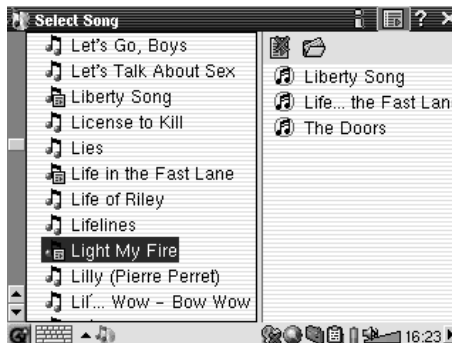 Select Song
?
Let's Go, Boys
Let's Talk About Sex
Liberty Song
License to Kill
Lies
Life in the Fast Lane
Life of Riley
Lifelines
Light My Fire
Lilly (Pierre Perret)
Lil'... Wow - Bow Wow
Liberty Song
Life... the Fast Lan
The Doors
16:23